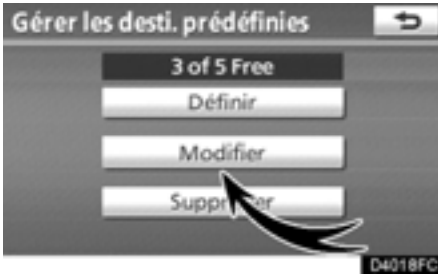 Gérer les desti. prédéfinies
3 of 5 Free
Définir
Modifier
D4018FC